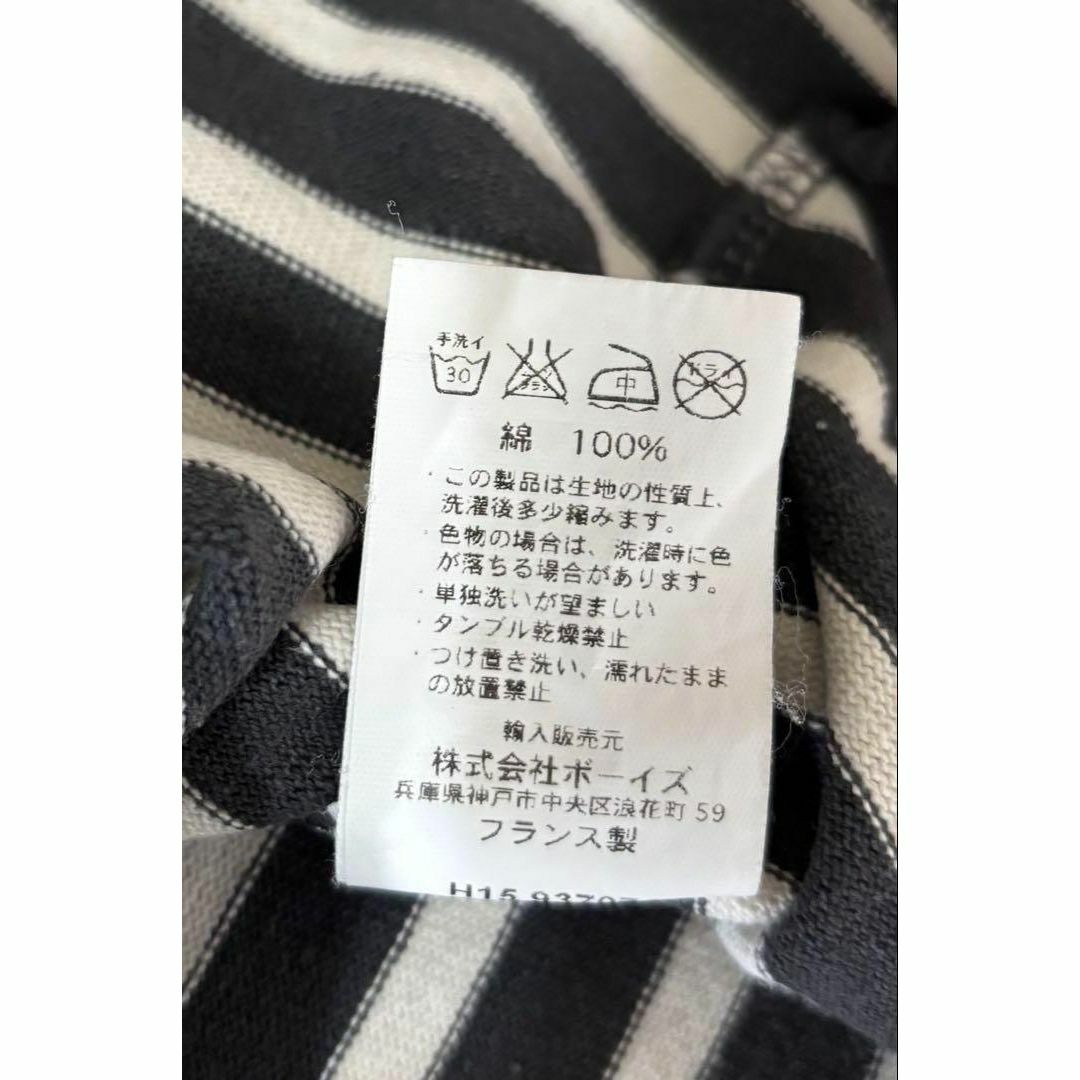 手洗イ
30
中
ドライ
綿 100%
・この製品は生地の性質上、
洗濯後多少縮みます。
・色物の場合は、洗濯時に色
が落ちる場合があります。
・単独洗いが望ましい
・タンブル乾燥禁止
・つけ置き洗い、濡れたまま
の放置禁止
輸入販売元
株式会社ボーイズ
兵庫県神戸市中央区浪花町 59
フランス製
H15